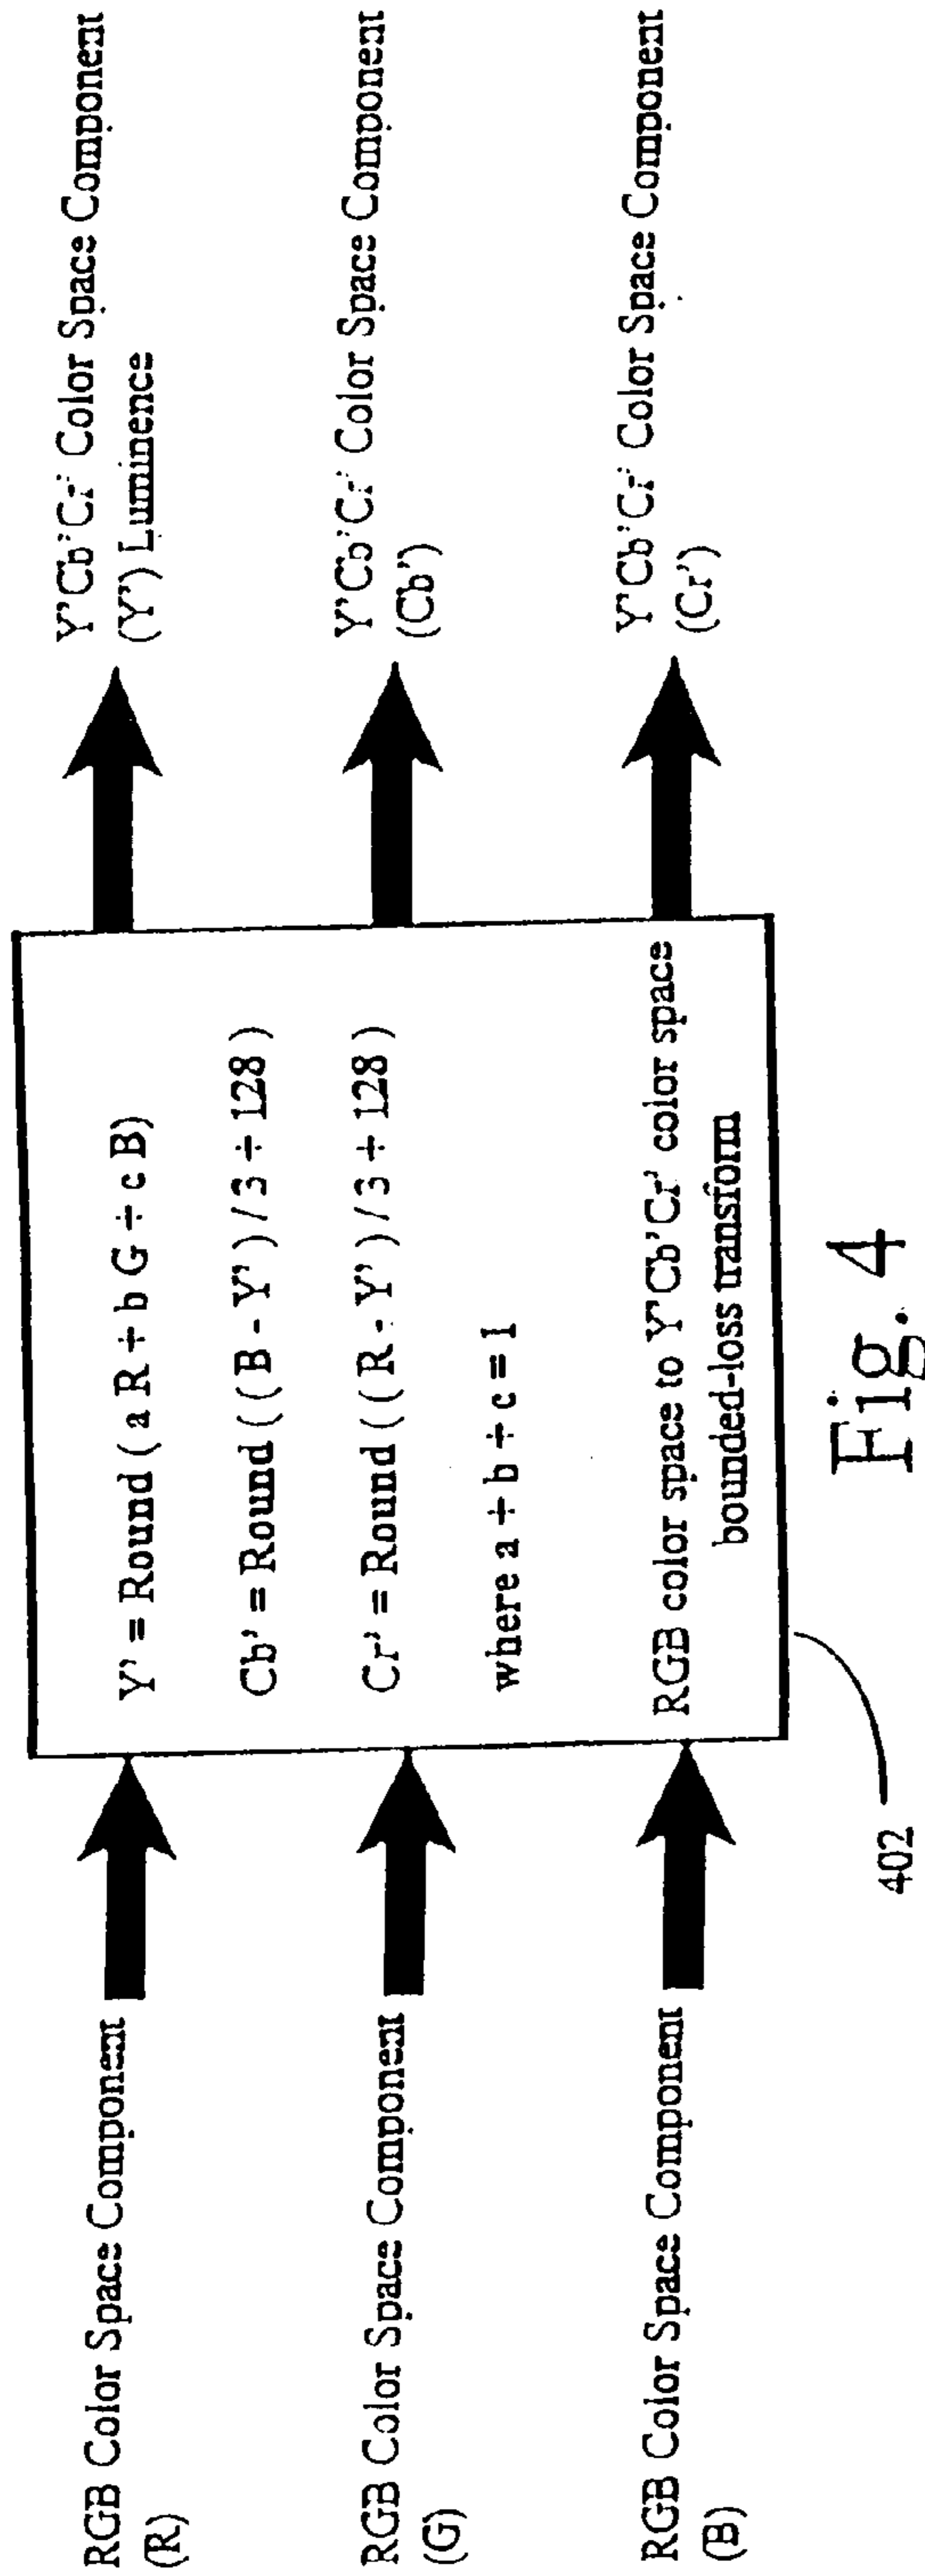 RGB Color Space Component
(R)
RGB Color Space Component
(G)
RGB Color Space Component
(B)
Y' = Round ( a R ÷ b G ÷ c B)
Cb' = Round ( ( B - Y' ) / 3 ÷ 128 )
Cr' = Round ( ( R - Y' ) / 3 ÷ 128 )
where a ÷ b ÷ c = 1
RGB color space to Y'Cb'Cr' color space
bounded-loss transform
Y'Cb'Cr' Color Space Component
(Y') Luminence
Y'Cb'Cr' Color Space Component
(Cb')
Y'Cb'Cr' Color Space Component
(Cr')
402
Fig. 4